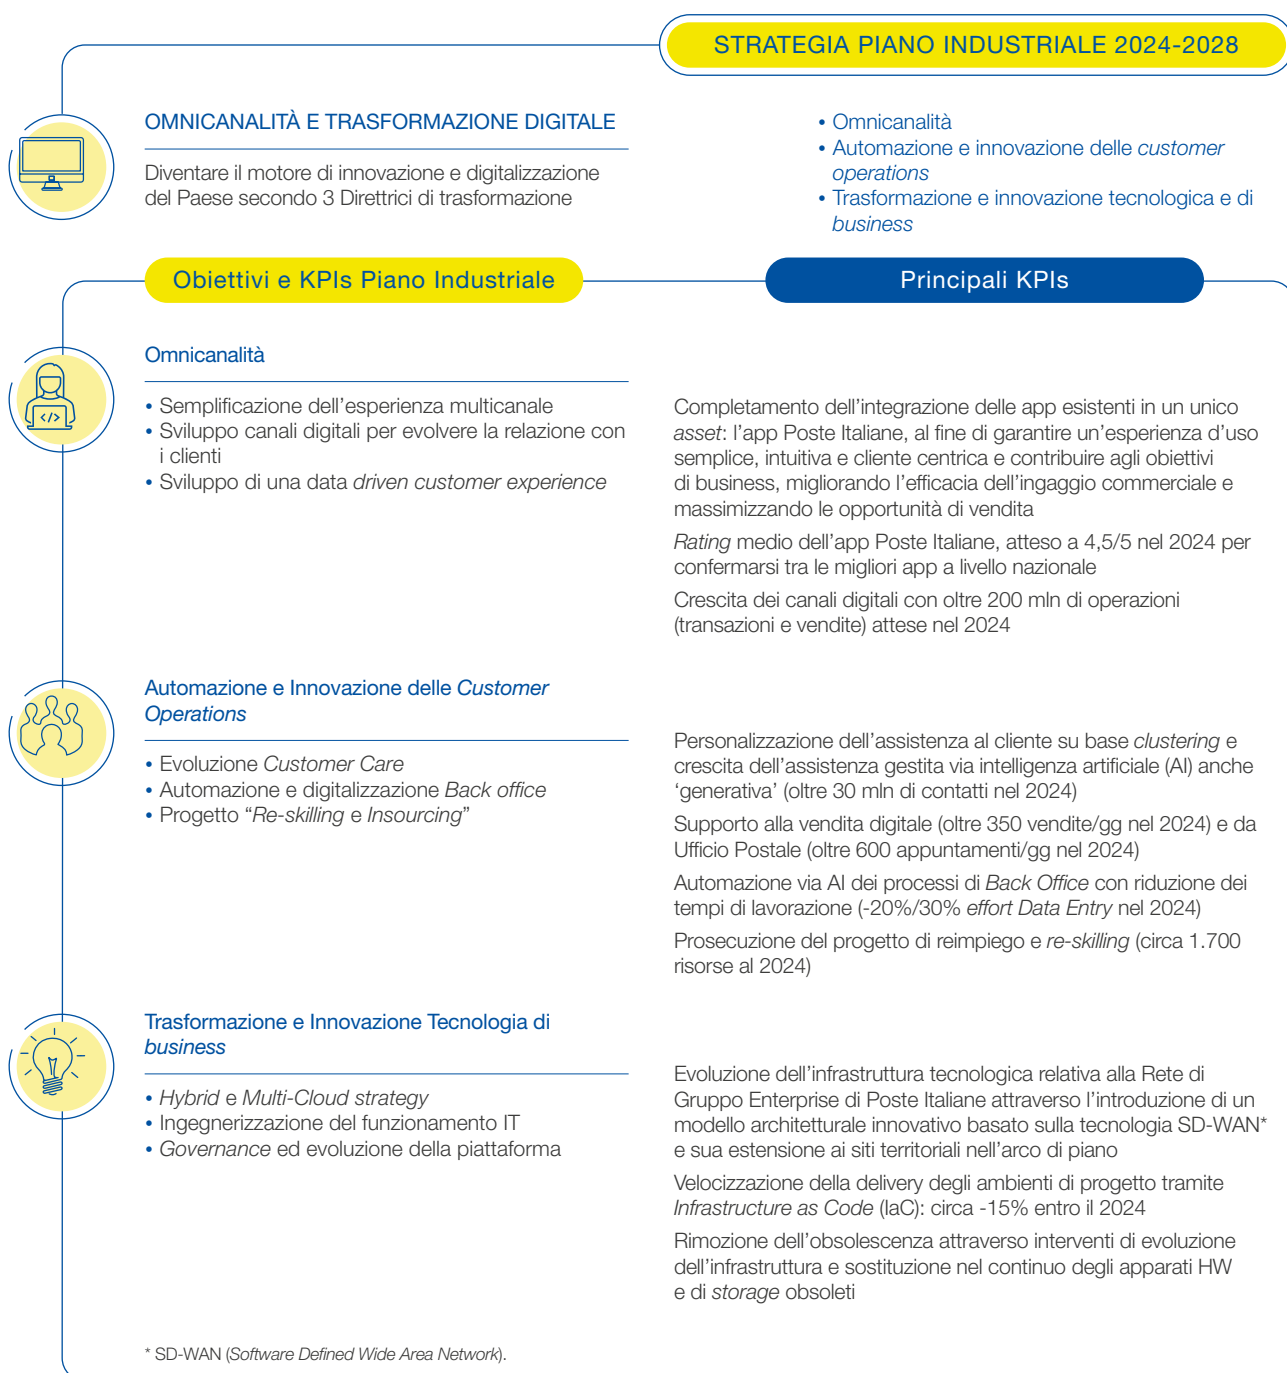 STRATEGIA PIANO INDUSTRIALE 2024-2028
OMNICANALITÀ E TRASFORMAZIONE DIGITALE
Diventare il motore di innovazione e digitalizzazione
del Paese secondo 3 Direttrici di trasformazione
• Omnicanalità
• Automazione e innovazione delle customer
operations
• Trasformazione e innovazione tecnologica e di
business
Obiettivi e KPIs Piano Industriale
Principali KPIs
Omnicanalità
• Semplificazione dell'esperienza multicanale
• Sviluppo canali digitali per evolvere la relazione con
i clienti
• Sviluppo di una data driven customer experience
Completamento dell'integrazione delle app esistenti in un unico
asset: l'app Poste Italiane, al fine di garantire un'esperienza d'uso
semplice, intuitiva e cliente centrica e contribuire agli obiettivi
di business, migliorando l'efficacia dell'ingaggio commerciale e
massimizzando le opportunità di vendita
Rating medio dell'app Poste Italiane, atteso a 4,5/5 nel 2024 per
confermarsi tra le migliori app a livello nazionale
Crescita dei canali digitali con oltre 200 mln di operazioni
(transazioni e vendite) attese nel 2024
Automazione e Innovazione delle Customer
Operations
• Evoluzione Customer Care
• Automazione e digitalizzazione Back office
• Progetto “Re-skilling e Insourcing”
Personalizzazione dell'assistenza al cliente su base clustering e
crescita dell'assistenza gestita via intelligenza artificiale (AI) anche
‘generativa’ (oltre 30 mln di contatti nel 2024)
Supporto alla vendita digitale (oltre 350 vendite/gg nel 2024) e da
Ufficio Postale (oltre 600 appuntamenti/gg nel 2024)
Automazione via AI dei processi di Back Office con riduzione dei
tempi di lavorazione (-20%/30% effort Data Entry nel 2024)
Prosecuzione del progetto di reimpiego e re-skilling (circa 1.700
risorse al 2024)
Trasformazione e Innovazione Tecnologia di
business
• Hybrid e Multi-Cloud strategy
• Ingegnerizzazione del funzionamento IT
• Governance ed evoluzione della piattaforma
Evoluzione dell'infrastruttura tecnologica relativa alla Rete di
Gruppo Enterprise di Poste Italiane attraverso l'introduzione di un
modello architetturale innovativo basato sulla tecnologia SD-WAN*
e sua estensione ai siti territoriali nell'arco di piano
Velocizzazione della delivery degli ambienti di progetto tramite
Infrastructure as Code (IaC): circa -15% entro il 2024
Rimozione dell'obsolescenza attraverso interventi di evoluzione
dell'infrastruttura e sostituzione nel continuo degli apparati HW
e di storage obsoleti
* SD-WAN (Software Defined Wide Area Network).